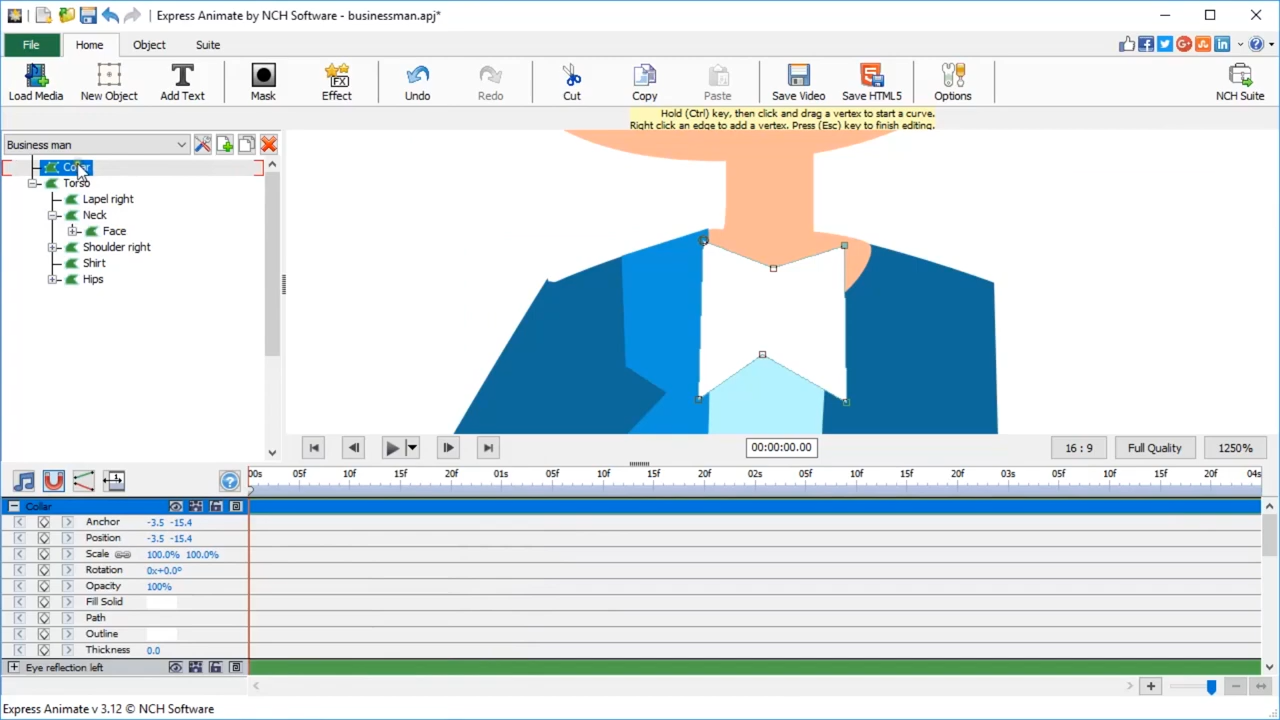 Express Animate by NCH Software - businessman.apj*
File Home Object Suite
Load Media New Object Add Text Mask Effect Undo Redo Cut Copy Paste Save Video Save HTML5 Options NCH Suite
Hold (Ctrl) key, then click and drag a vertex to start a curve.
Right click an edge to add a vertex. Press (Esc) key to finish editing.
Business man
Collar
Torso
Lapel right
Neck
Face
Shoulder right
Shirt
Hips
00:00:00.00 16 : 9 Full Quality 1250%
00s 05f 10f 15f 20f 01s 05f 10f 15f 20f 02s 05f 10f 15f 20f 03s 05f 10f 15f 20f 04s
Collar
Anchor -3.5 -15.4
Position -3.5 -15.4
Scale 100.0% 100.0%
Rotation 0x+0.0°
Opacity 100%
Fill Solid
Path
Outline
Thickness 0.0
Eye reflection left
Express Animate v 3.12 © NCH Software